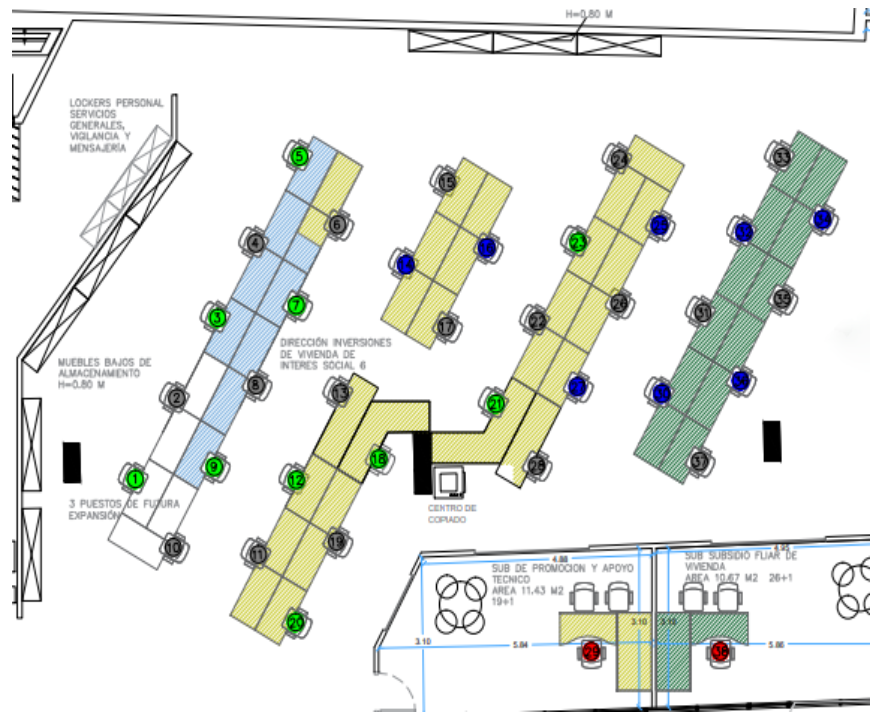 H=0.80 M
LOCKERS PERSONAL
SERVICIOS
GENERALES,
VIGILANCIA Y
MENSAJERÍA
5
6
4
7
3
8
2
9
1
10
15
14
16
17
24
25
23
22
26
21
27
28
33
32
34
31
35
30
36
37
DIRECCIÓN INVERSIONES
DE VIVIENDA DE
INTERES SOCIAL 6
MUEBLES BAJOS DE
ALMACENAMIENTO
H=0.80 M
13
18
12
19
11
20
3 PUESTOS DE FUTURA
EXPANSIÓN
CENTRO DE
COPIADO
4.88
4.95
SUB DE PROMOCION Y APOYO
TECNICO
AREA 11.43 M2
19+1
SUB SUBSIDIO FLIAR DE
VIVIENDA
AREA 10.67 M2 26+1
3.10
3.10
3.10
5.84
5.86
29
38